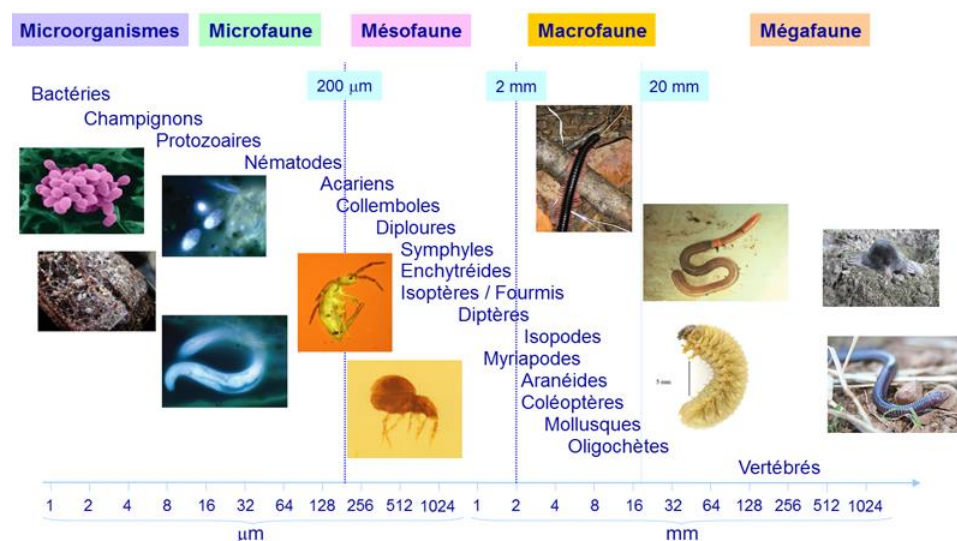 Microorganismes
Microfaune
Mésofaune
Macrofaune
Mégafaune
200 µm
2 mm
20 mm
Bactéries
Champignons
Protozoaires
Nématodes
Acariens
Collemboles
Diploures
Symphyles
Enchytréides
Isoptères / Fourmis
Diptères
Isopodes
Myriapodes
Aranéides
Coléoptères
Mollusques
Oligochètes
Vertébrés
5 mm
1 2 4 8 16 32 64 128 256 512 1024 1 2 4 8 16 32 64 128 256 512 1024
µm mm